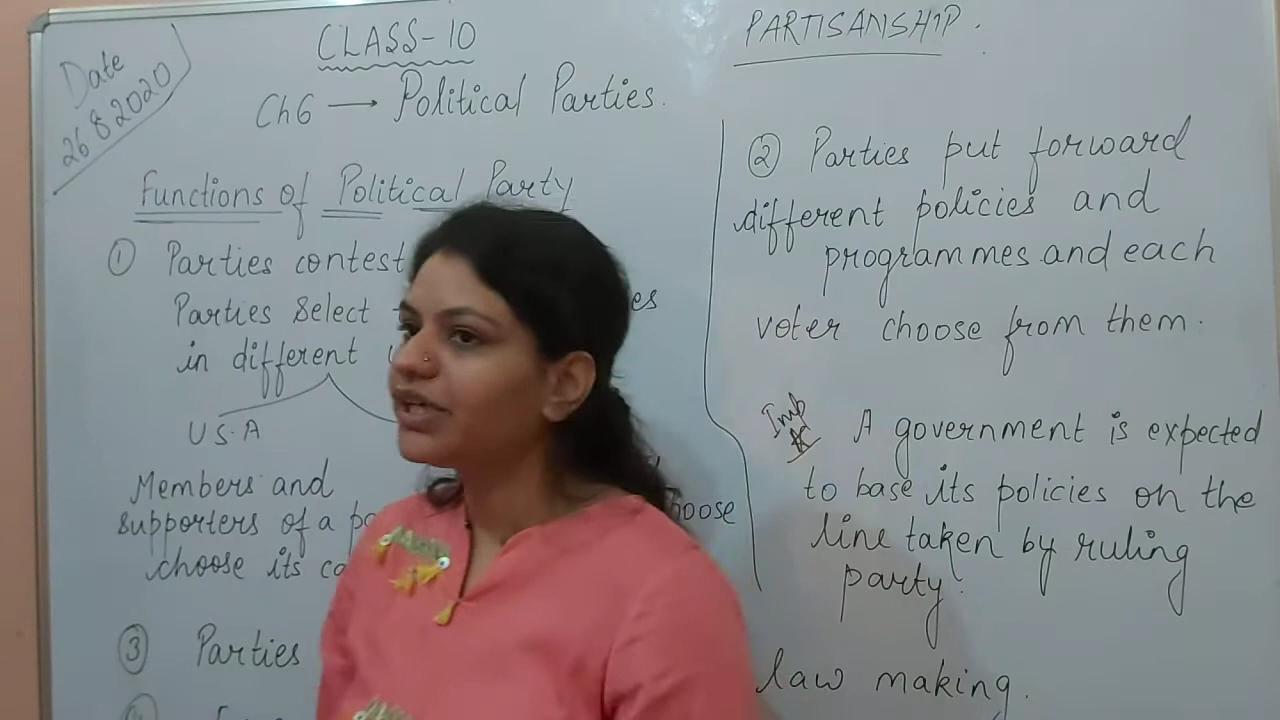 Date
26 8 2020
CLASS-10
Ch6 → Political Parties.
Functions of Political Party
① Parties contest
Parties Select
in different
U S.A
Members and
supporters of a
choose its
hoose
③ Parties
PARTISANSHIP.
② Parties put forward
different policies and
programmes and each
voter choose from them.
Imp
A government is expected
to base its policies on the
line taken by ruling
party.
law making.